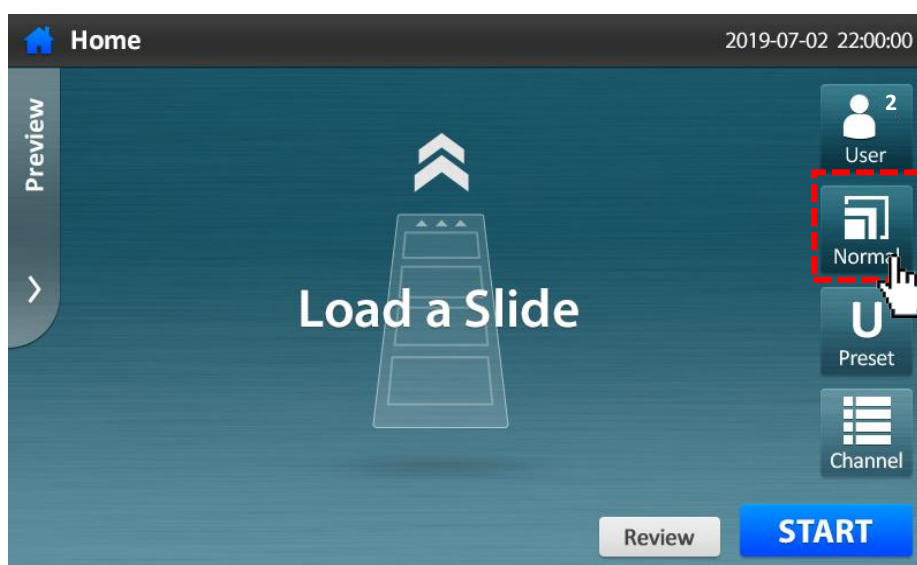 Home
2019-07-02 22:00:00
Preview
2
User
Normal
Load a Slide
U
Preset
Channel
Review
START